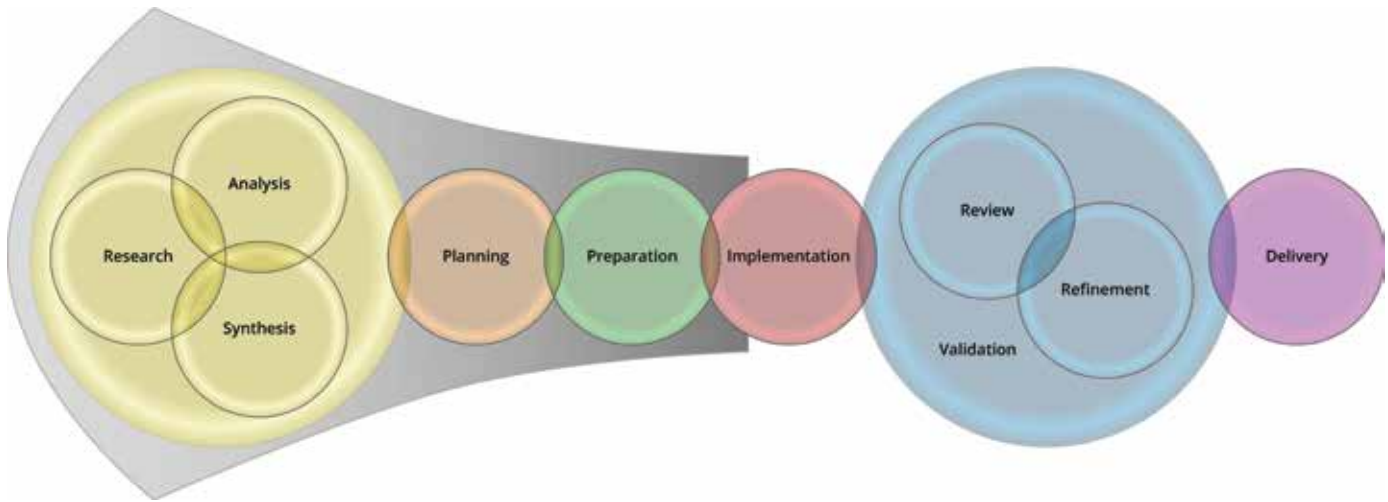 Research
Analysis
Synthesis
Planning
Preparation
Implementation
Review
Refinement
Validation
Delivery